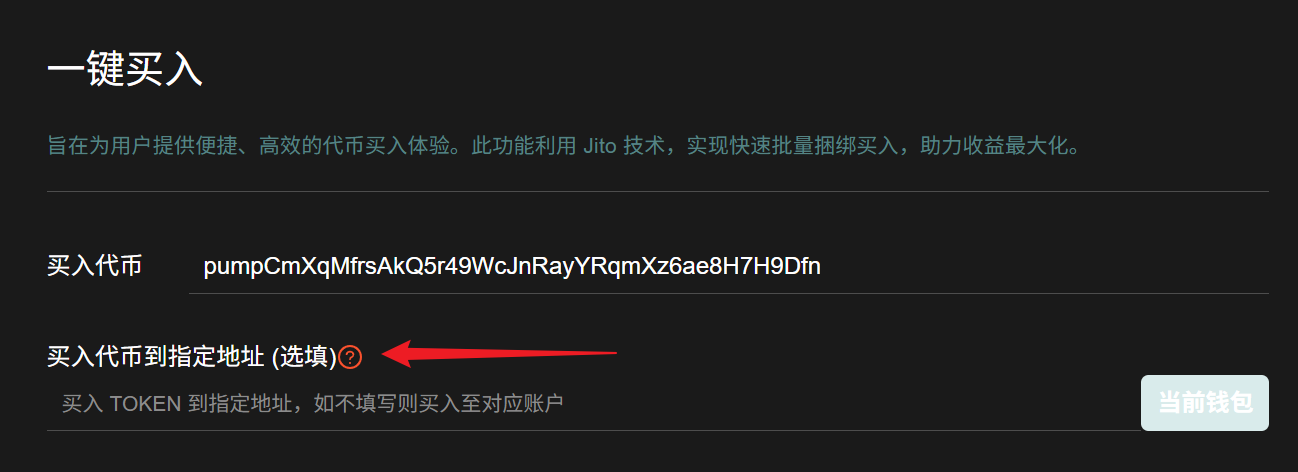 一键买入
旨在为用户提供便捷、高效的代币买入体验。此功能利用 Jito 技术，实现快速批量捆绑买入，助力收益最大化。
买入代币 pumpCmXqMfrsAkQ5r49WcJnRayYRqmXz6ae8H7H9Dfn
买入代币到指定地址 (选填)?
买入 TOKEN 到指定地址，如不填写则买入至对应账户
当前钱包